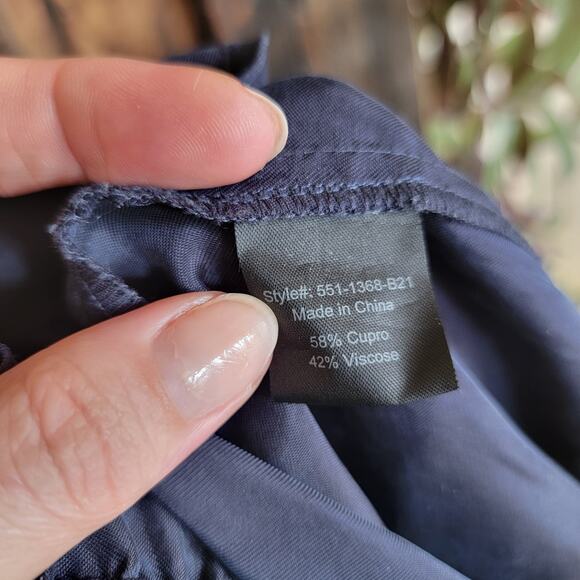 Style#: 551-1368-B21
Made in China
58% Cupro
42% Viscose